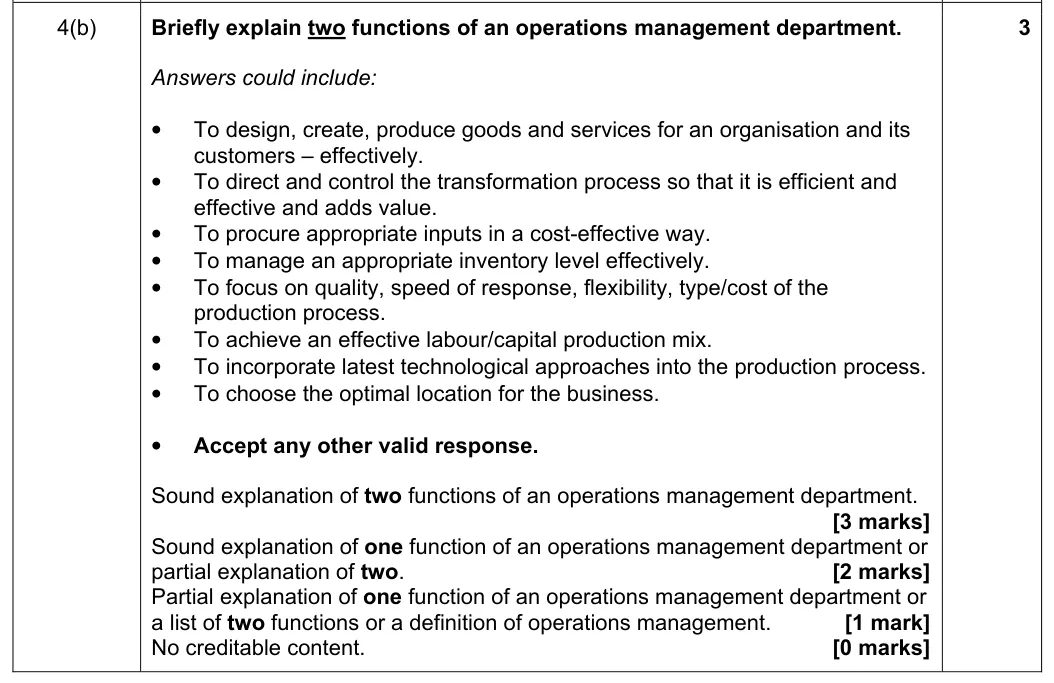 4(b) Briefly explain two functions of an operations management department. 3
Answers could include:
• To design, create, produce goods and services for an organisation and its
customers – effectively.
• To direct and control the transformation process so that it is efficient and
effective and adds value.
• To procure appropriate inputs in a cost-effective way.
• To manage an appropriate inventory level effectively.
• To focus on quality, speed of response, flexibility, type/cost of the
production process.
• To achieve an effective labour/capital production mix.
• To incorporate latest technological approaches into the production process.
• To choose the optimal location for the business.
• Accept any other valid response.
Sound explanation of two functions of an operations management department.
[3 marks]
Sound explanation of one function of an operations management department or
partial explanation of two. [2 marks]
Partial explanation of one function of an operations management department or
a list of two functions or a definition of operations management. [1 mark]
No creditable content. [0 marks]